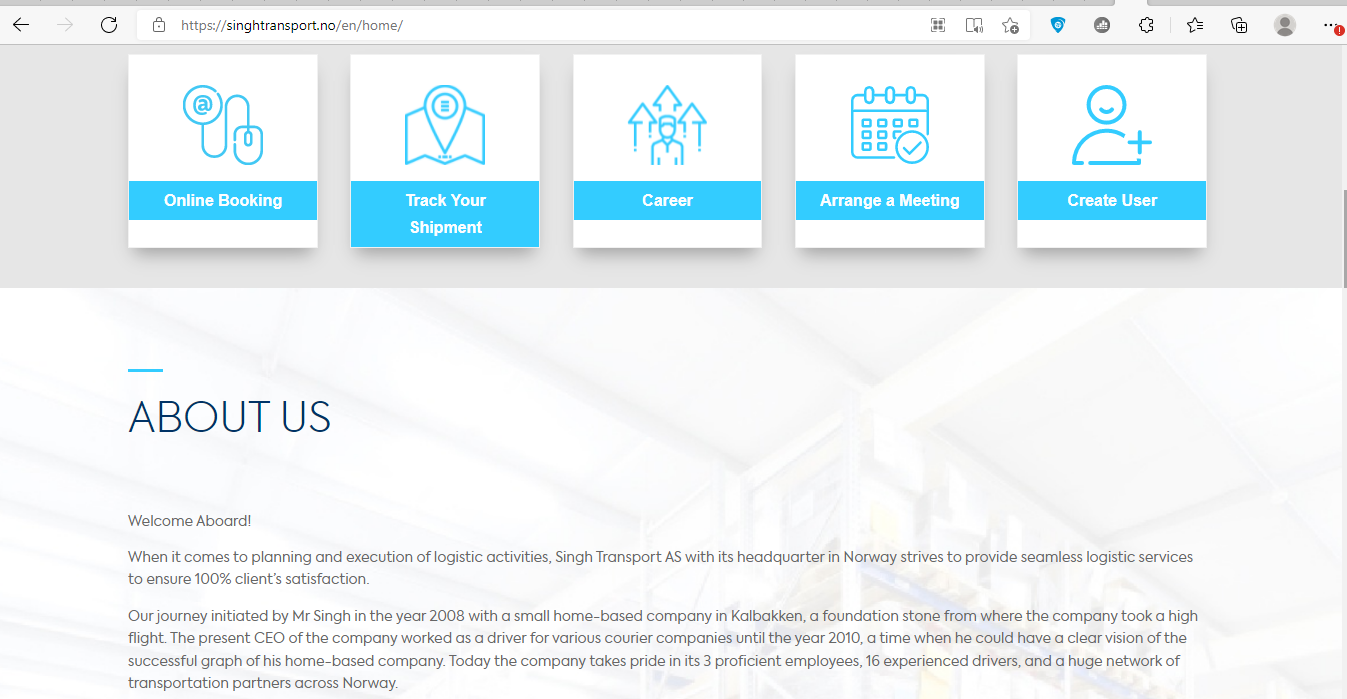 https://singhtransport.no/en/home/
Online Booking
Track Your
Shipment
Career
Arrange a Meeting
Create User
ABOUT US
Welcome Aboard!
When it comes to planning and execution of logistic activities, Singh Transport AS with its headquarter in Norway strives to provide seamless logistic services
to ensure 100% client's satisfaction.
Our journey initiated by Mr Singh in the year 2008 with a small home-based company in Kalbakken, a foundation stone from where the company took a high
flight. The present CEO of the company worked as a driver for various courier companies until the year 2010, a time when he could have a clear vision of the
successful graph of his home-based company. Today the company takes pride in its 3 proficient employees, 16 experienced drivers, and a huge network of
transportation partners across Norway.